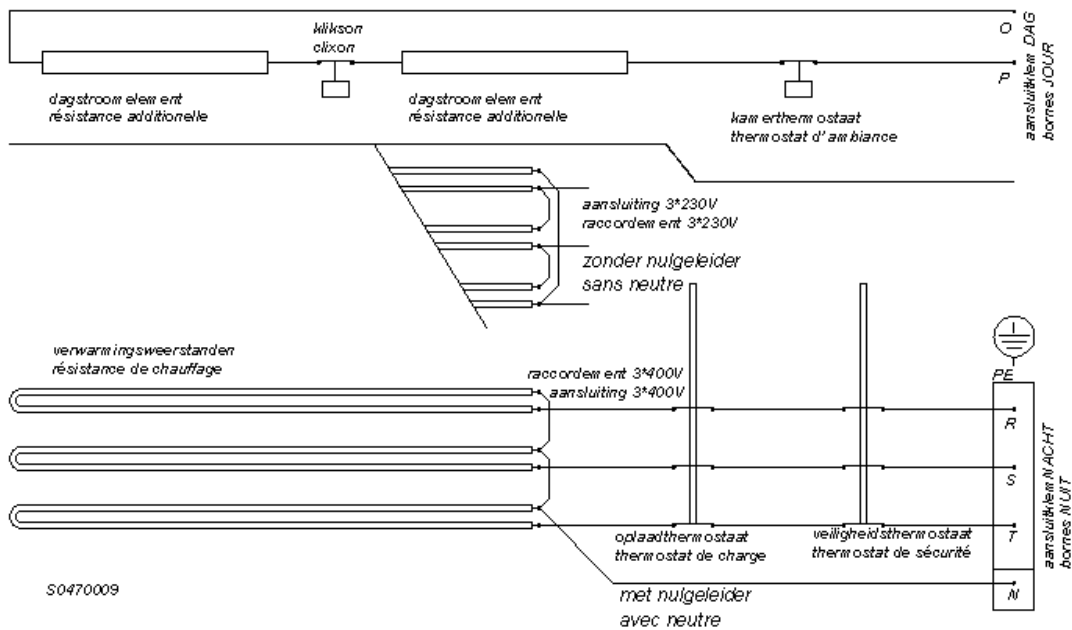 klikson
clixon
O
P
aansluitklem DAG
bornes JOUR
dagstroom element
résistance additionelle
dagstroom element
résistance additionelle
kamerthermostaat
thermostat d'ambiance
aansluiting 3*230V
raccordement 3*230V
zonder nulgeleider
sans neutre
verwarmingsweerstanden
résistance de chauffage
raccordement 3*400V
aansluiting 3*400V
PE
R
S
T
N
aansluitklem NACHT
bornes NUIT
oplaadthermostaat
thermostat de charge
veiligheidsthermostaat
thermostat de sécurité
met nulgeleider
avec neutre
S0470009